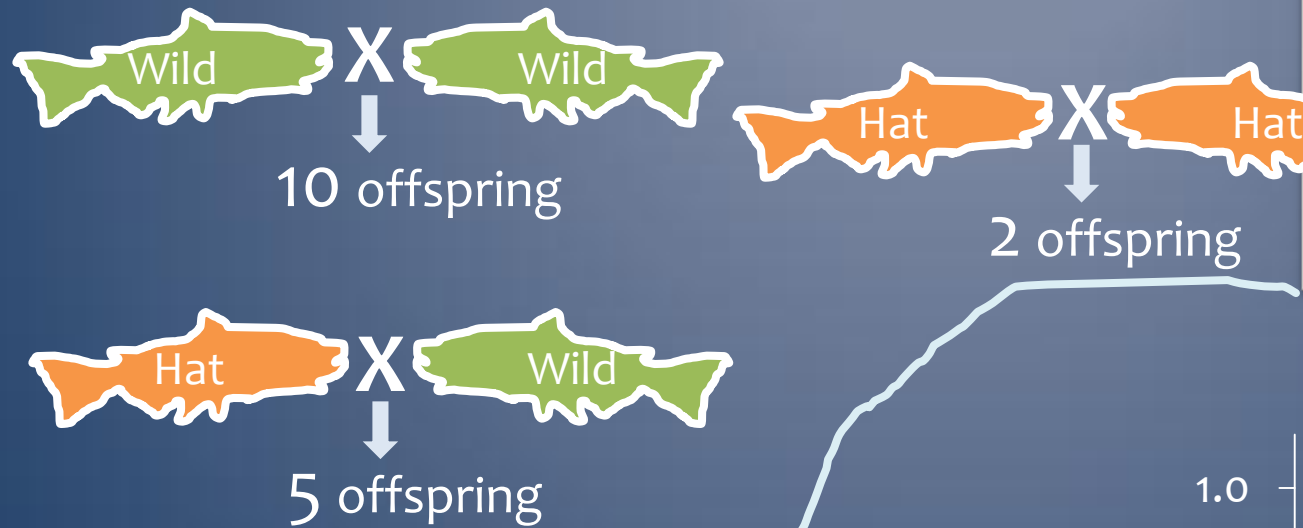 Wild X Wild
10 offspring
Hat X Hat
2 offspring
Hat X Wild
5 offspring
1.0